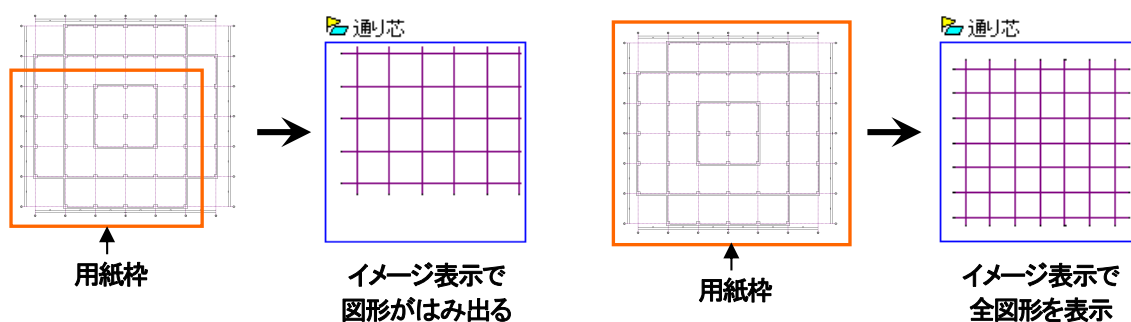 通り芯
通り芯
用紙枠
イメージ表示で
図形がはみ出る
用紙枠
イメージ表示で
全図形を表示